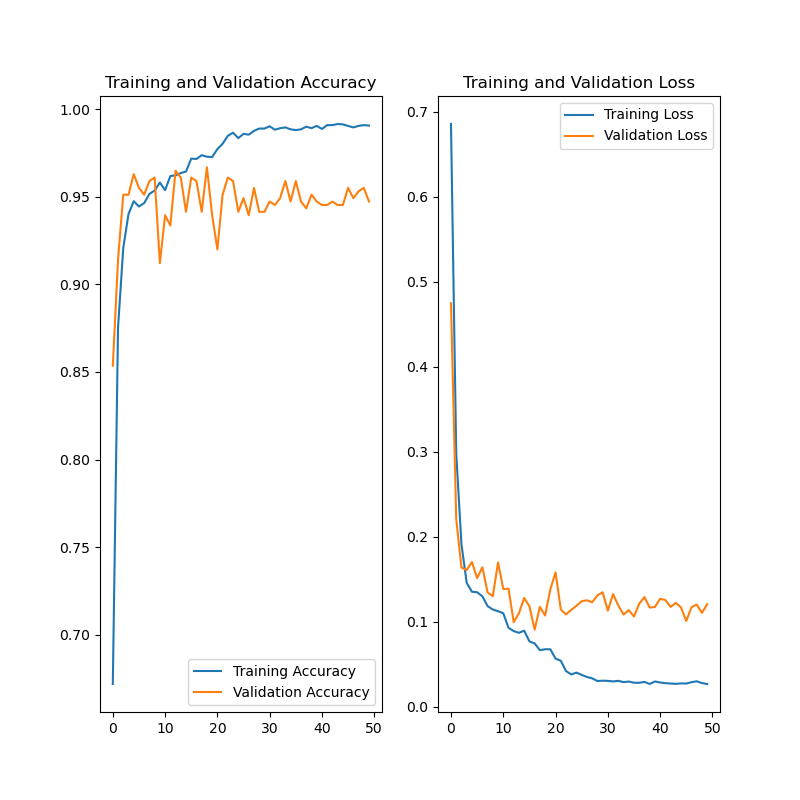 Training and Validation Accuracy
1.00
0.95
0.90
0.85
0.80
0.75
0.70
Training Accuracy
Validation Accuracy
0 10 20 30 40 50
Training and Validation Loss
0.7
0.6
0.5
0.4
0.3
0.2
0.1
0.0
Training Loss
Validation Loss
0 10 20 30 40 50